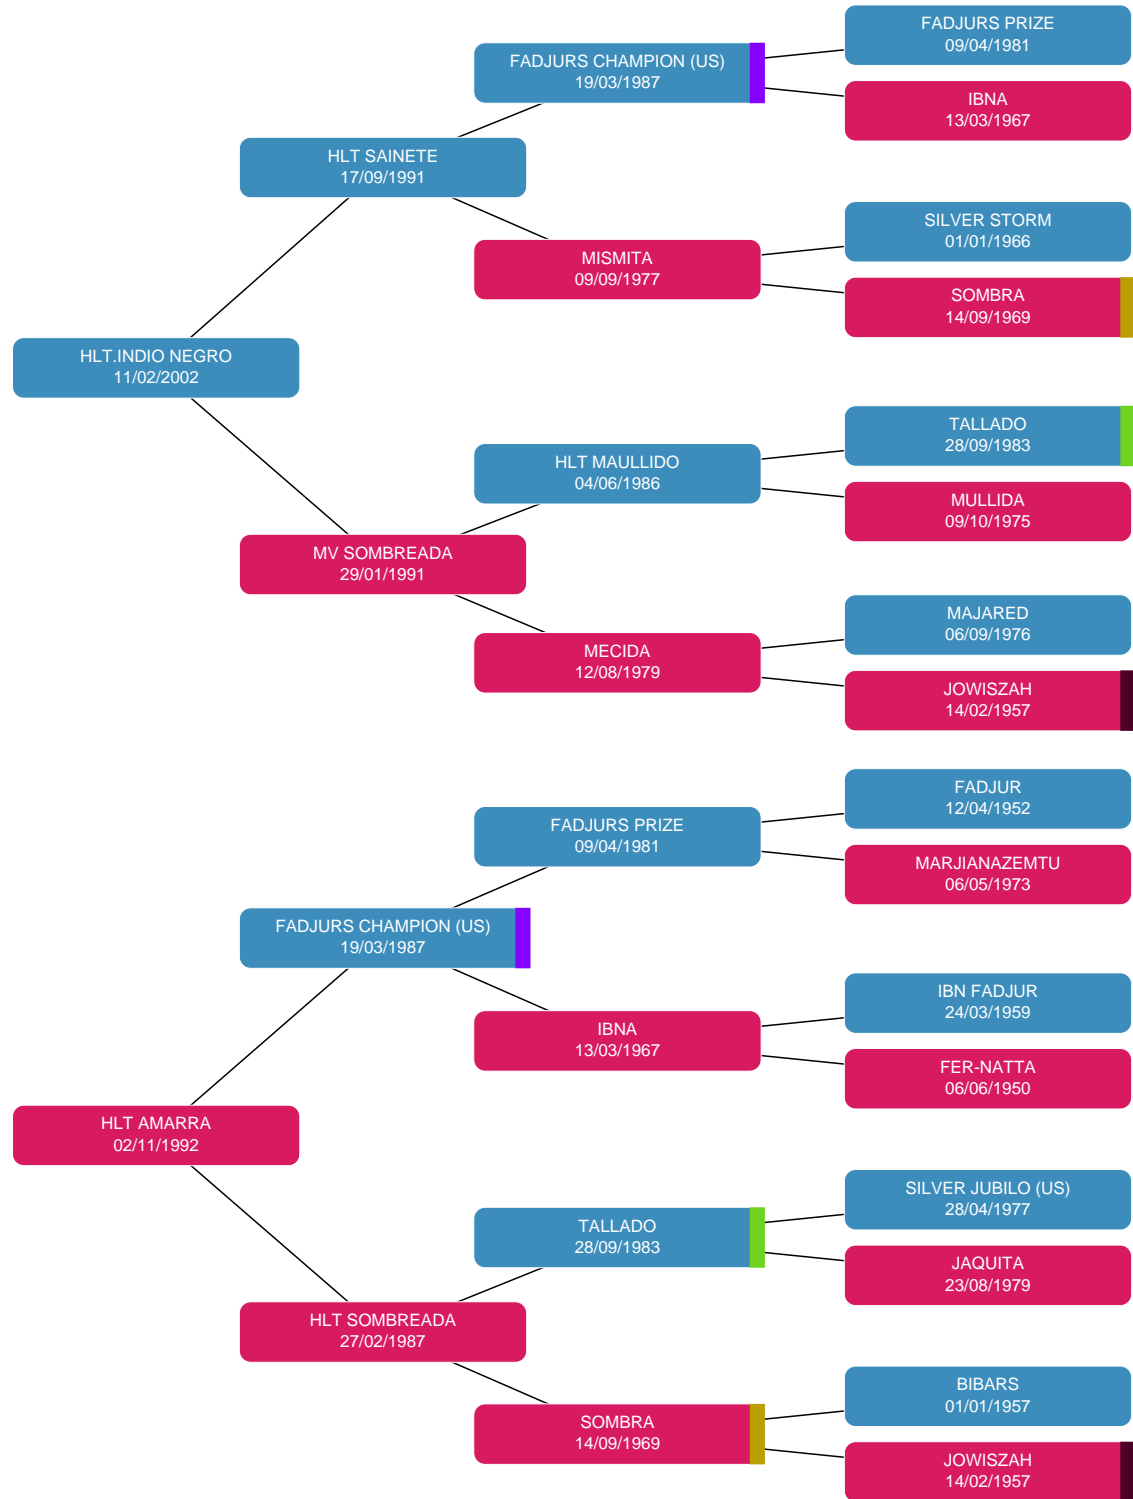 FADJURS PRIZE
09/04/1981
FADJURS CHAMPION (US)
19/03/1987
IBNA
13/03/1967
HLT SAINETE
17/09/1991
SILVER STORM
01/01/1966
MISMITA
09/09/1977
SOMBRA
14/09/1969
HLT.INDIO NEGRO
11/02/2002
TALLADO
28/09/1983
HLT MAULLIDO
04/06/1986
MULLIDA
09/10/1975
MV SOMBREADA
29/01/1991
MAJARED
06/09/1976
MECIDA
12/08/1979
JOWISZAH
14/02/1957
FADJUR
12/04/1952
FADJURS PRIZE
09/04/1981
MARJIANAZEMTU
06/05/1973
FADJURS CHAMPION (US)
19/03/1987
IBN FADJUR
24/03/1959
IBNA
13/03/1967
FER-NATTA
06/06/1950
HLT AMARRA
02/11/1992
SILVER JUBILO (US)
28/04/1977
TALLADO
28/09/1983
JAQUITA
23/08/1979
HLT SOMBREADA
27/02/1987
BIBARS
01/01/1957
SOMBRA
14/09/1969
JOWISZAH
14/02/1957